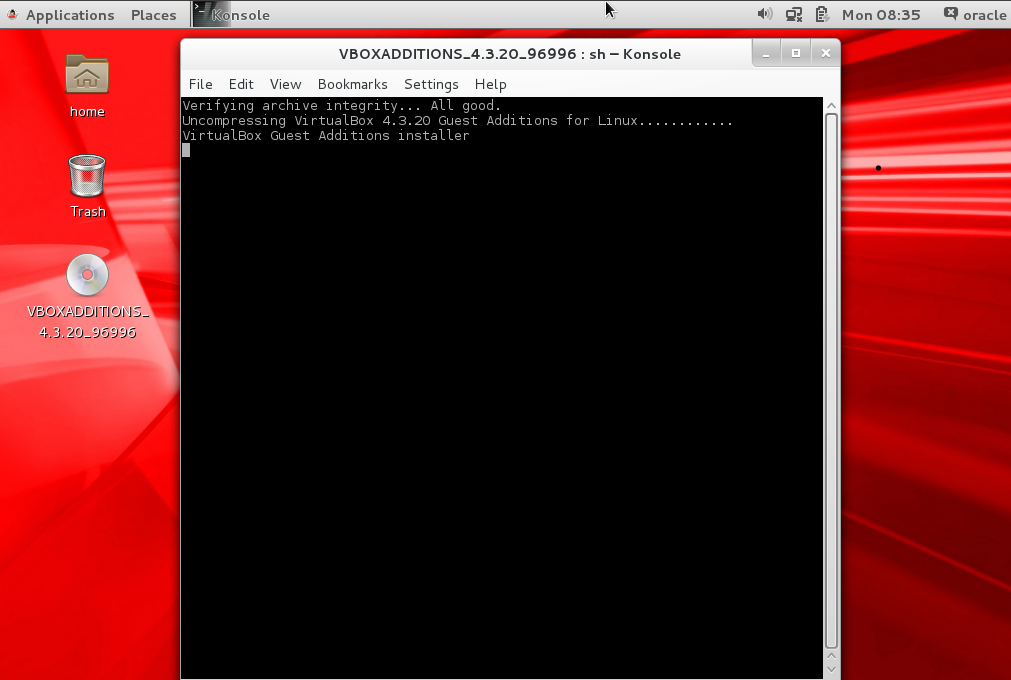 Applications Places Konsole Mon 08:35 oracle
home
Trash
VBOXADDITIONS_
4.3.20_96996
VBOXADDITIONS_4.3.20_96996 : sh – Konsole
File Edit View Bookmarks Settings Help
Verifying archive integrity... All good.
Uncompressing VirtualBox 4.3.20 Guest Additions for Linux............
VirtualBox Guest Additions installer